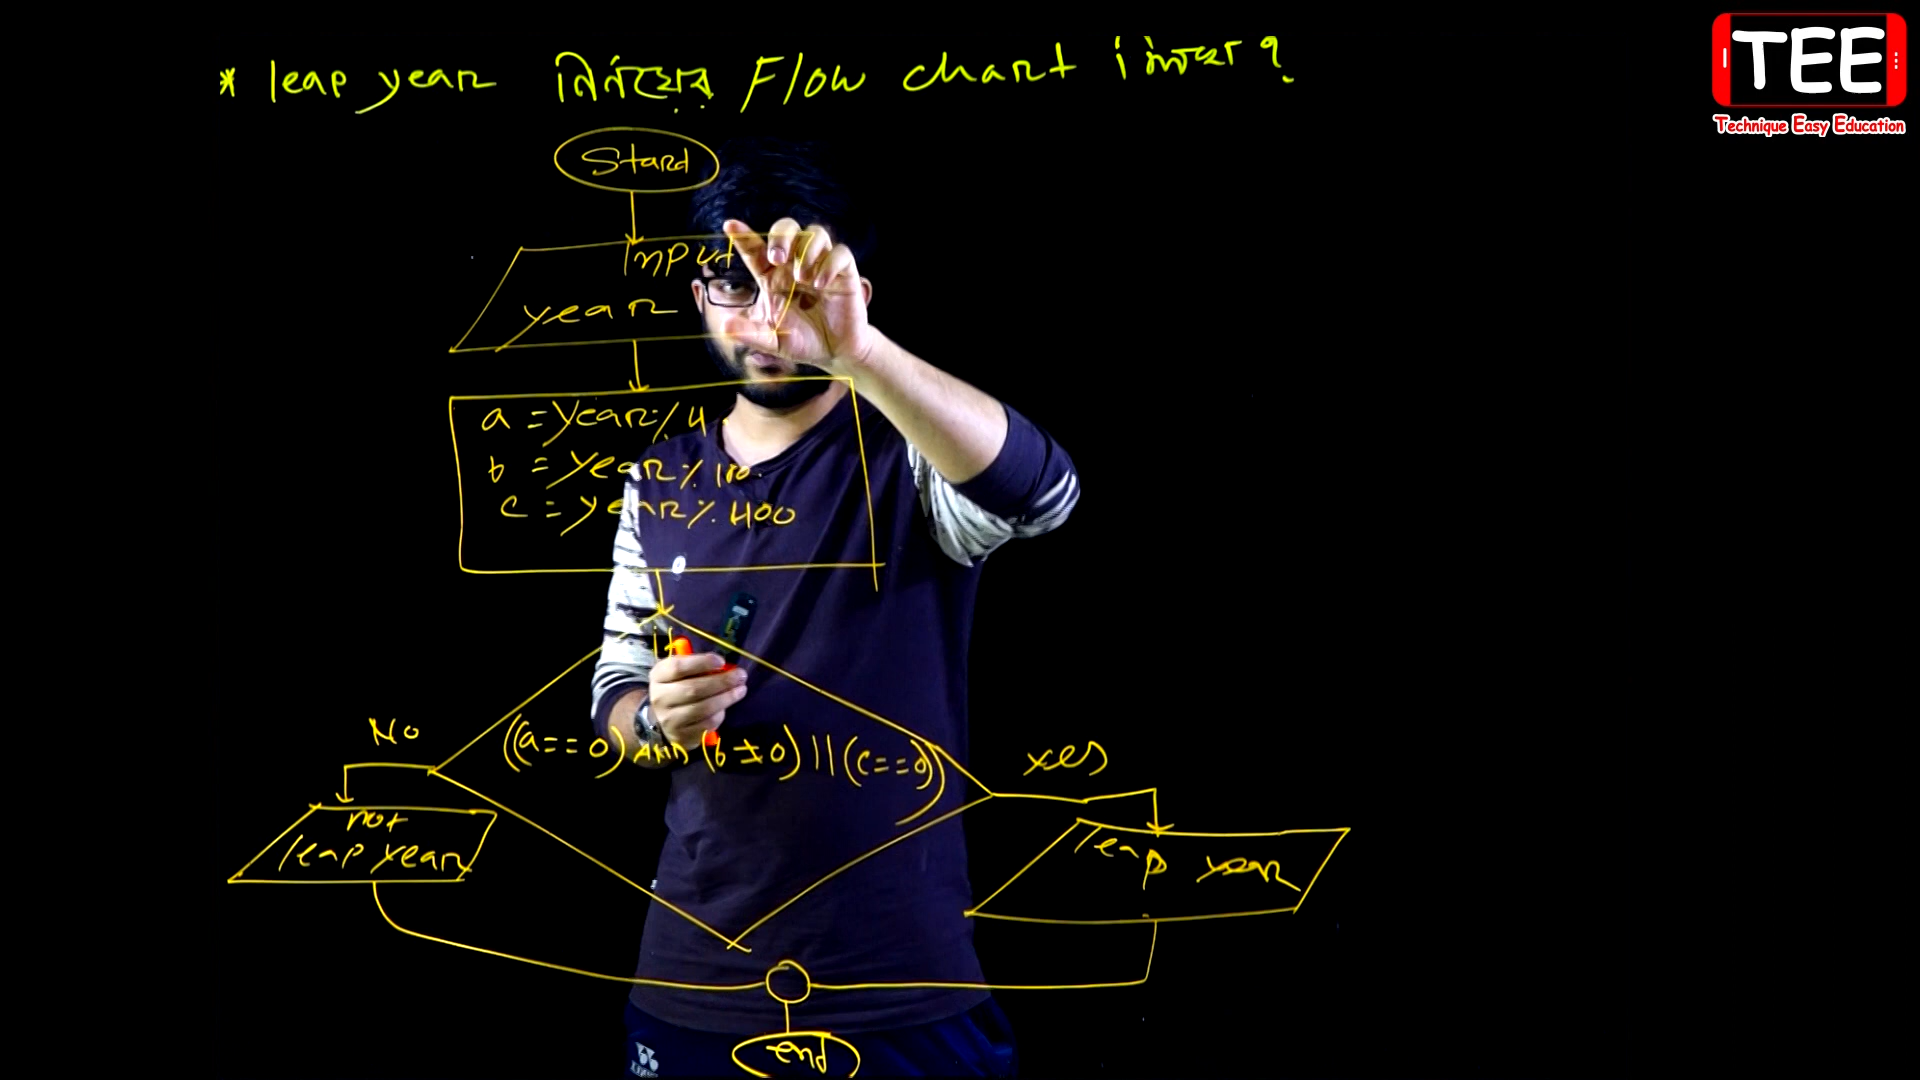 * leap year নির্ণয়ের Flow chart
TEE
Technique Easy Education
Start
Input
year
a = year % 4
b = year % 100
c = year % 400
if
((a==0) AND (b≠0) || (c==0))
No
yes
not
leap year
leap year
end